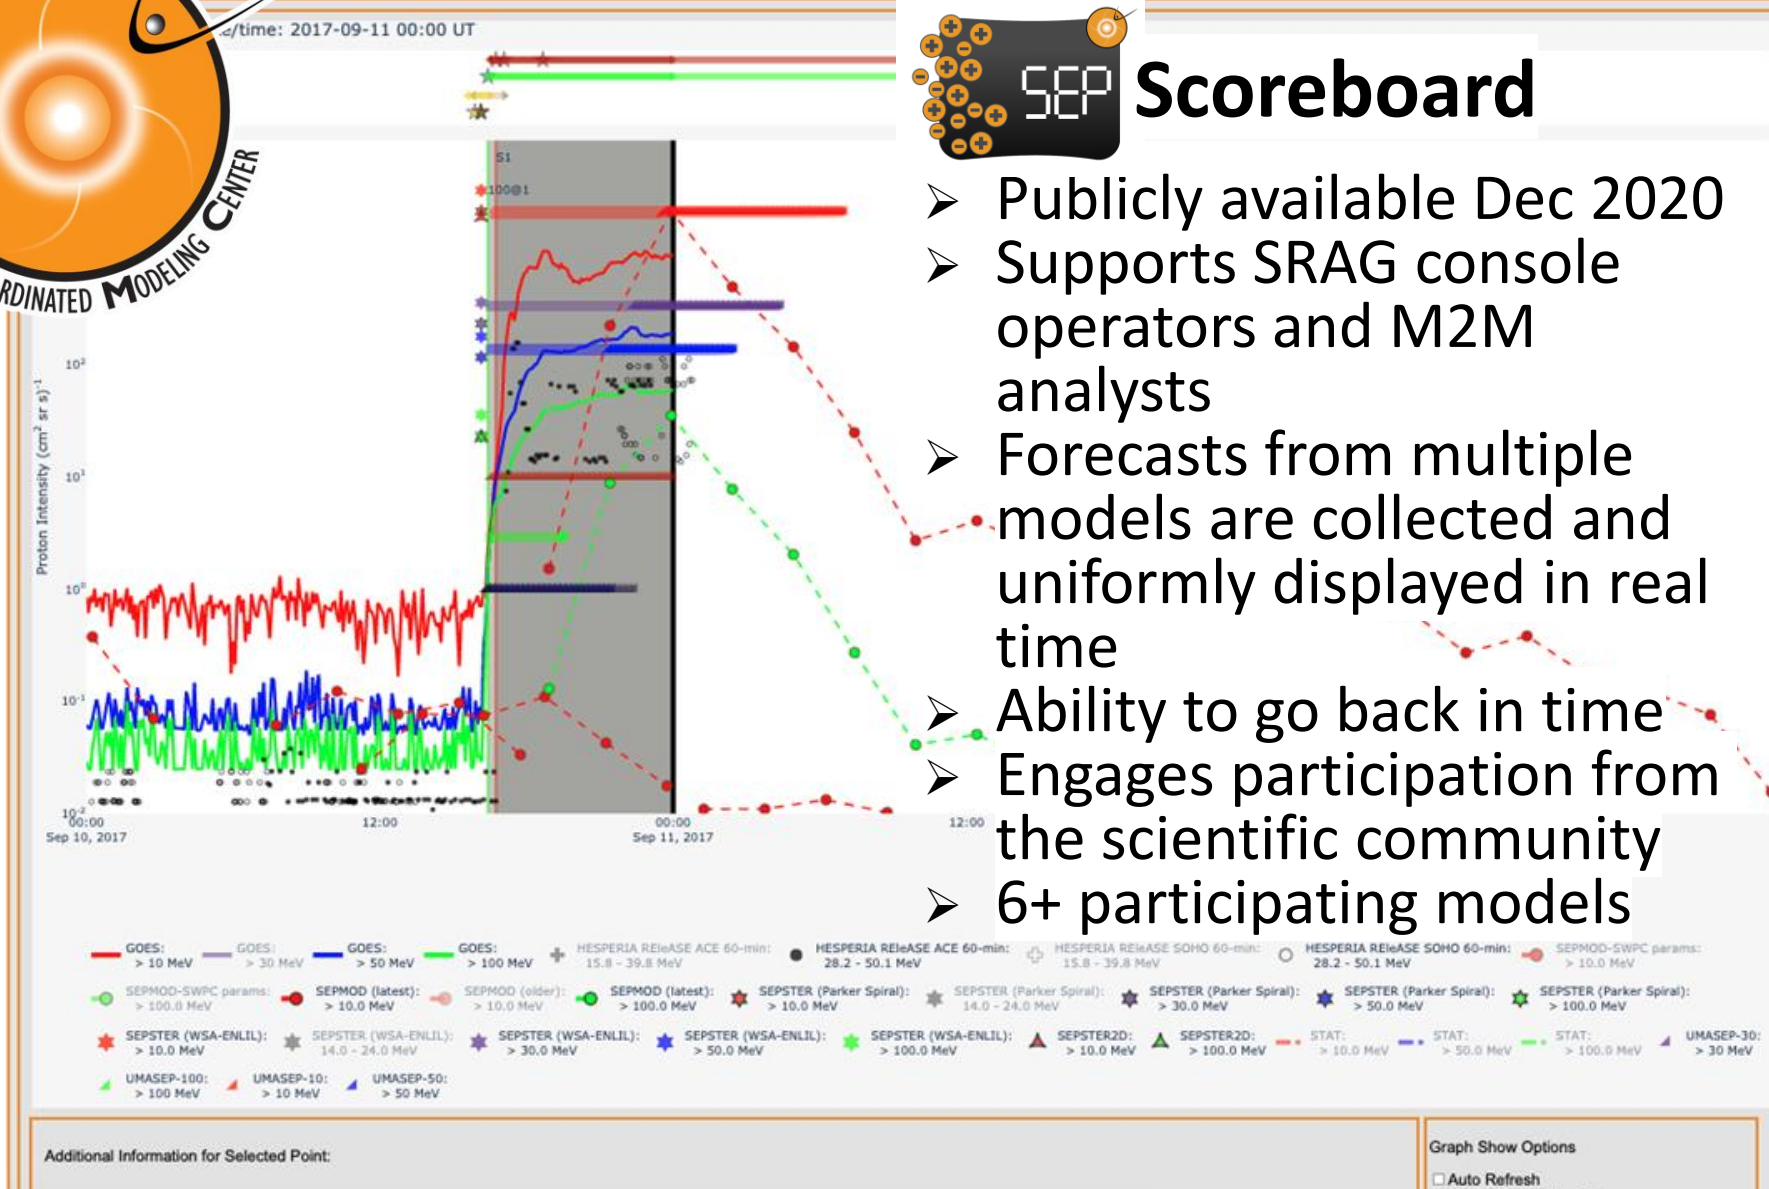 e/time: 2017-09-11 00:00 UT
RDINATED MODELING CENTER
SEP
Scoreboard
➢ Publicly available Dec 2020
➢ Supports SRAG console
operators and M2M
analysts
➢ Forecasts from multiple
models are collected and
uniformly displayed in real
time
➢ Ability to go back in time
➢ Engages participation from
the scientific community
➢ 6+ participating models
S1
100@1
Proton Intensity (cm² sr s)⁻¹
10²
10¹
10⁰
10⁻¹
10⁻²
00:00
Sep 10, 2017
12:00
00:00
Sep 11, 2017
12:00
GOES:
> 10 MeV
GOES:
> 30 MeV
GOES:
> 50 MeV
GOES:
> 100 MeV
HESPERIA REleASE ACE 60-min:
15.8 - 39.8 MeV
HESPERIA REleASE ACE 60-min:
28.2 - 50.1 MeV
HESPERIA REleASE SOHO 60-min:
15.8 - 39.8 MeV
HESPERIA REleASE SOHO 60-min:
28.2 - 50.1 MeV
SEPMOD-SWPC params:
> 10.0 MeV
SEPMOD-SWPC params:
> 100.0 MeV
SEPMOD (latest):
> 10.0 MeV
SEPMOD (older):
> 10.0 MeV
SEPMOD (latest):
> 100.0 MeV
SEPSTER (Parker Spiral):
> 10.0 MeV
SEPSTER (Parker Spiral):
14.0 - 24.0 MeV
SEPSTER (Parker Spiral):
> 30.0 MeV
SEPSTER (Parker Spiral):
> 50.0 MeV
SEPSTER (Parker Spiral):
> 100.0 MeV
SEPSTER (WSA-ENLIL):
> 10.0 MeV
SEPSTER (WSA-ENLIL):
14.0 - 24.0 MeV
SEPSTER (WSA-ENLIL):
> 30.0 MeV
SEPSTER (WSA-ENLIL):
> 50.0 MeV
SEPSTER (WSA-ENLIL):
> 100.0 MeV
SEPSTER2D:
> 10.0 MeV
SEPSTER2D:
> 100.0 MeV
STAT:
> 10.0 MeV
STAT:
> 50.0 MeV
STAT:
> 100.0 MeV
UMASEP-30:
> 30 MeV
UMASEP-100:
> 100 MeV
UMASEP-10:
> 10 MeV
UMASEP-50:
> 50 MeV
Additional Information for Selected Point:
Graph Show Options
Auto Refresh